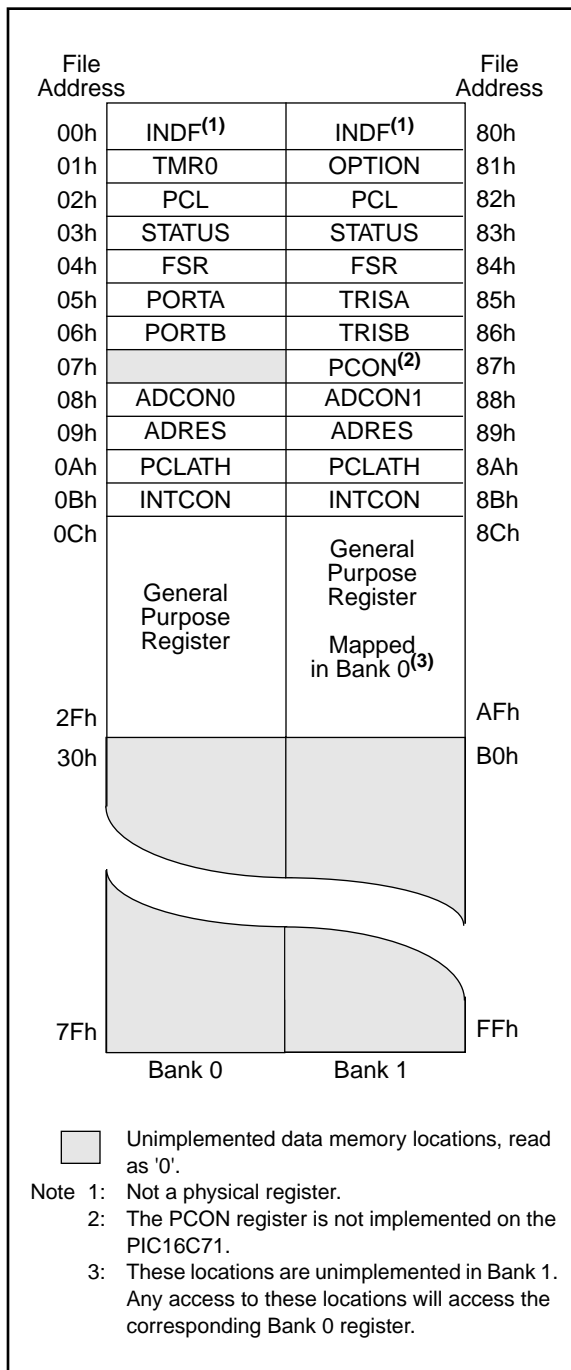 File Address File Address
00h INDF(1) INDF(1) 80h
01h TMR0 OPTION 81h
02h PCL PCL 82h
03h STATUS STATUS 83h
04h FSR FSR 84h
05h PORTA TRISA 85h
06h PORTB TRISB 86h
07h PCON(2) 87h
08h ADCON0 ADCON1 88h
09h ADRES ADRES 89h
0Ah PCLATH PCLATH 8Ah
0Bh INTCON INTCON 8Bh
0Ch 8Ch
General
Purpose
Register
General
Purpose
Register
Mapped
in Bank 0(3)
2Fh AFh
30h B0h
7Fh FFh
Bank 0 Bank 1
Unimplemented data memory locations, read
as '0'.
Note 1: Not a physical register.
2: The PCON register is not implemented on the
PIC16C71.
3: These locations are unimplemented in Bank 1.
Any access to these locations will access the
corresponding Bank 0 register.